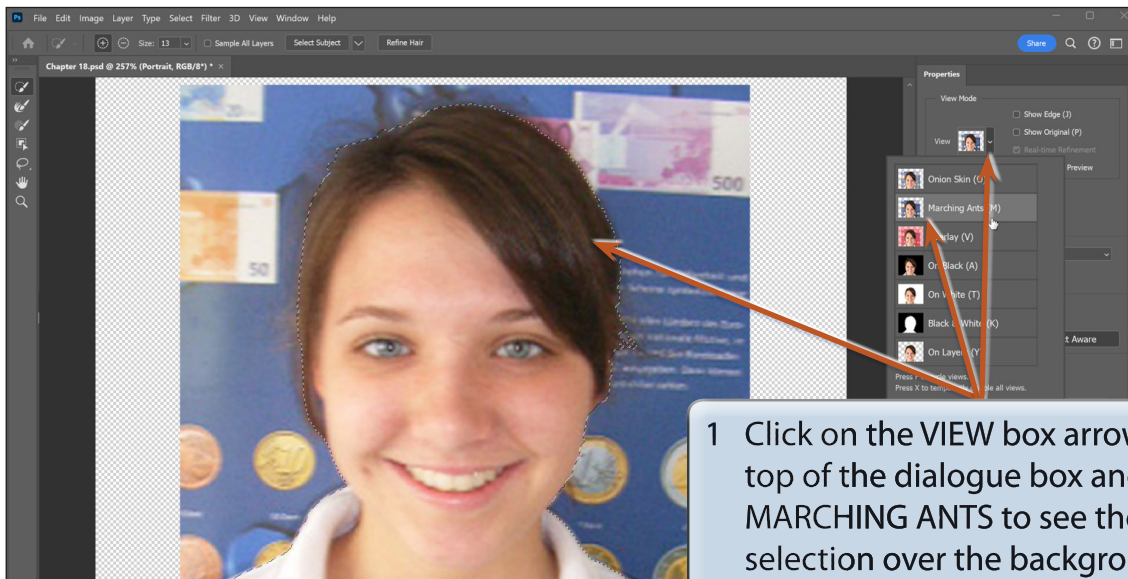 Ps File Edit Image Layer Type Select Filter 3D View Window Help
Size: 13 Sample All Layers Select Subject Refine Hair Share
Chapter 18.psd @ 257% (Portrait, RGB/8*) * ×
Properties
View Mode
Show Edge (J)
Show Original (P)
View
Real-time Refinement
Preview
Onion Skin (O)
Marching Ants (M)
(V)
On Black (A)
On White (T)
Black & White (K)
On Layers (Y)
Aware
Press views.
Press X to all views.
500
50
1 Click on the VIEW box arrow
top of the dialogue box and
MARCHING ANTS to see the
selection over the backgro